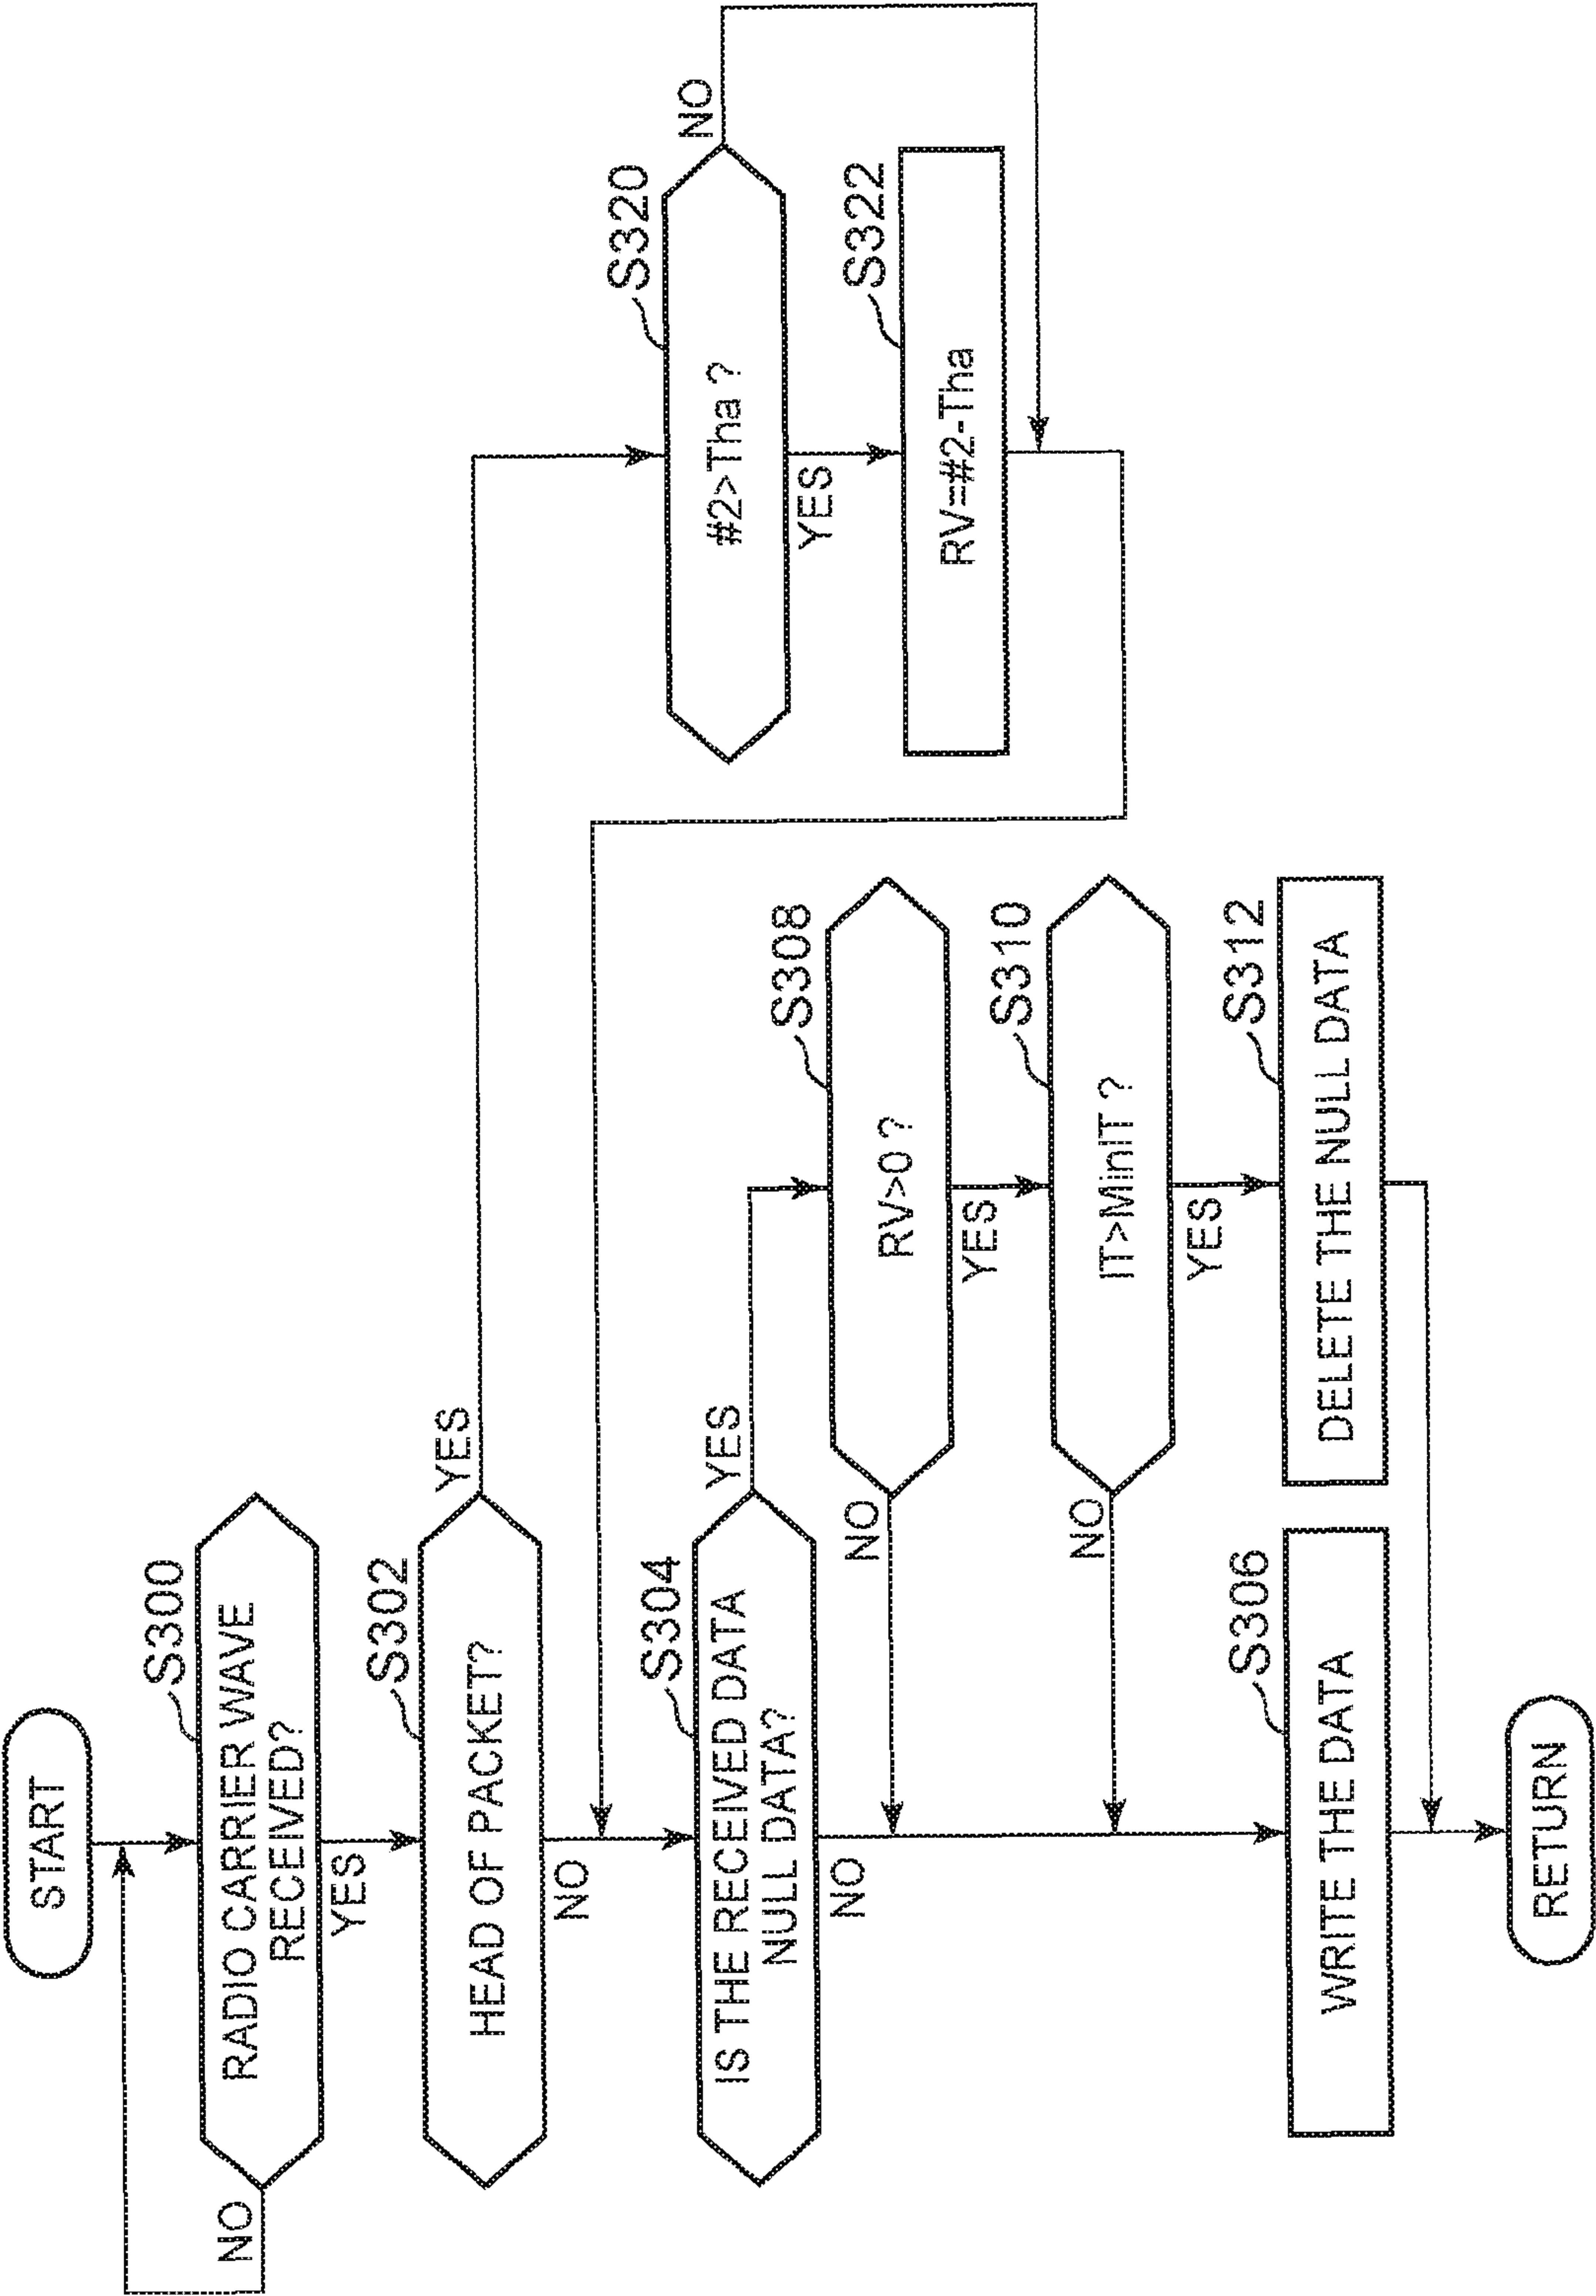 START
S300
RADIO CARRIER WAVE
RECEIVED?
NO
YES
S302
HEAD OF PACKET?
YES
NO
S320
#2>Tha ?
NO
YES
S322
RV=#2-Tha
S304
IS THE RECEIVED DATA
NULL DATA?
YES
NO
S308
RV>0 ?
NO
YES
S310
IT>MinIT ?
NO
YES
S306
WRITE THE DATA
S312
DELETE THE NULL DATA
RETURN